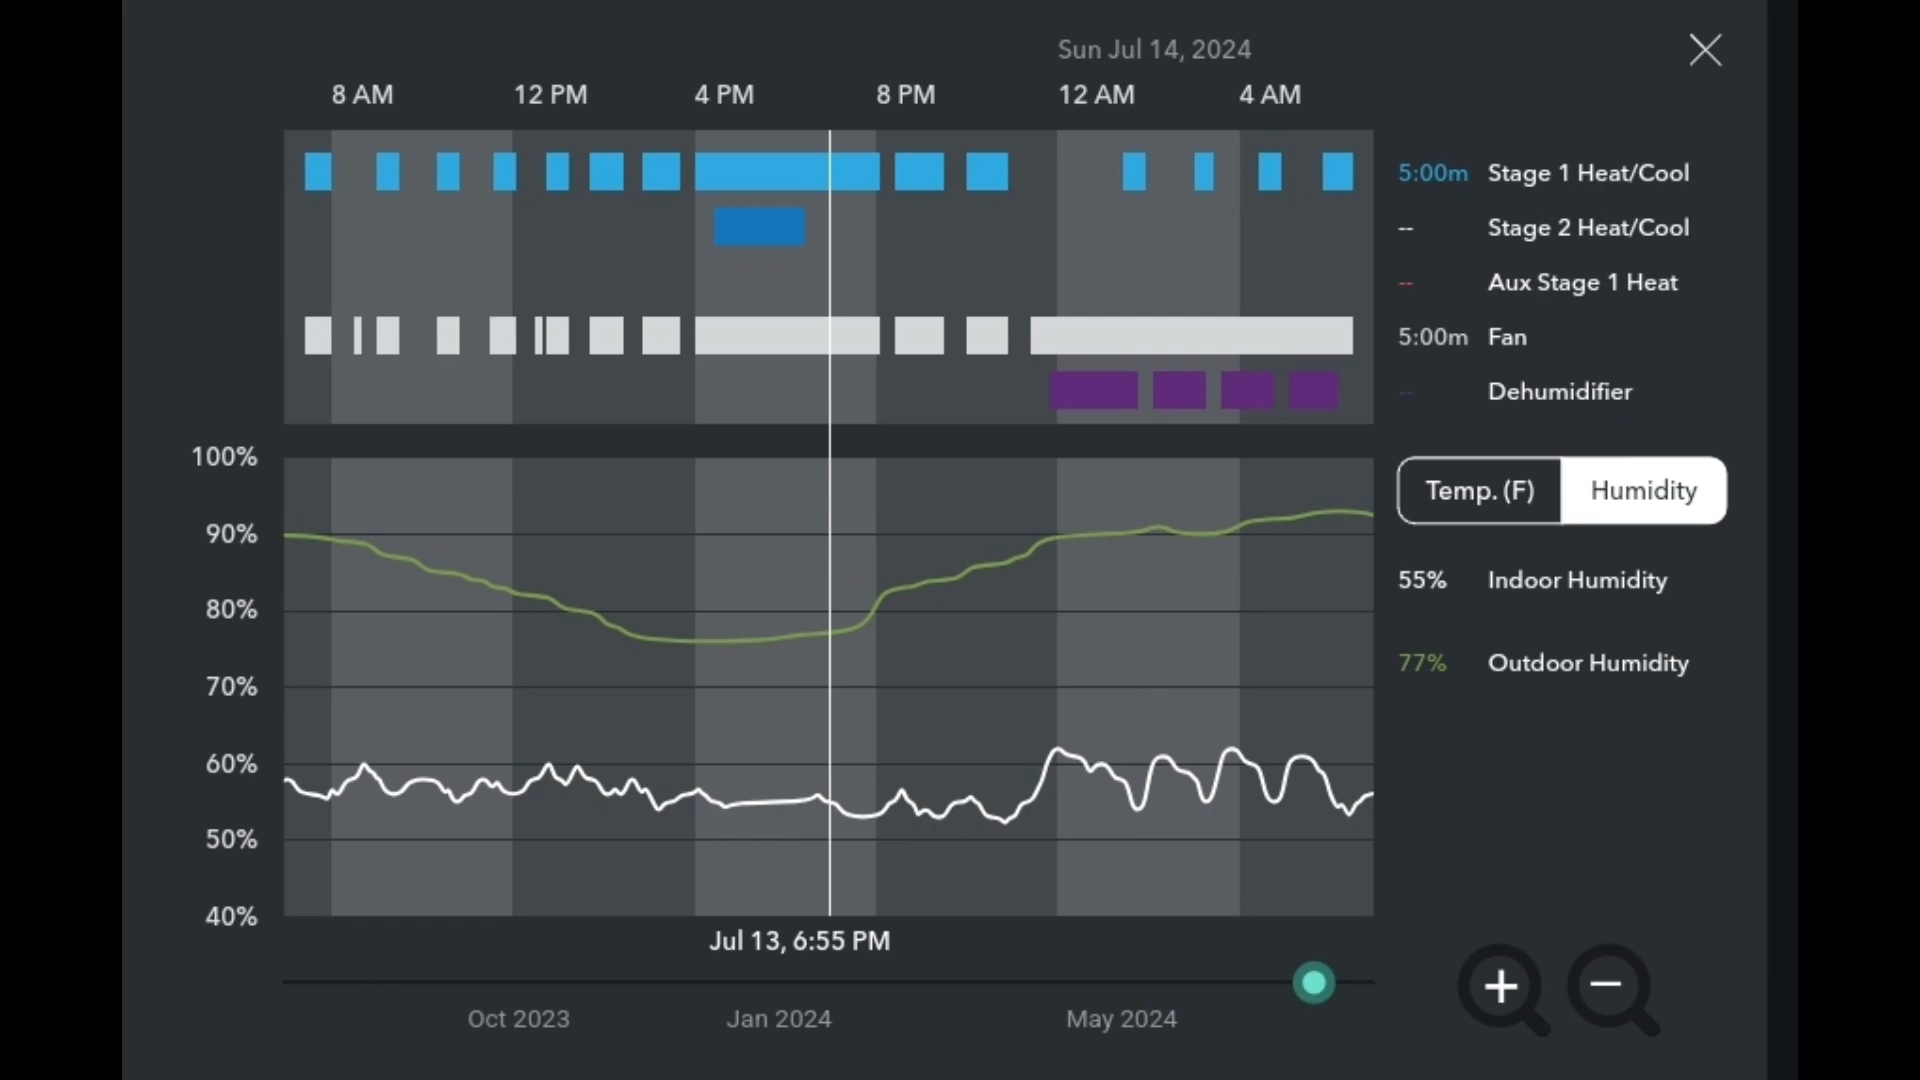 Sun Jul 14, 2024
8 AM 12 PM 4 PM 8 PM 12 AM 4 AM
5:00m Stage 1 Heat/Cool
-- Stage 2 Heat/Cool
-- Aux Stage 1 Heat
5:00m Fan
-- Dehumidifier
100%
90%
80%
70%
60%
50%
40%
Temp. (F) Humidity
55% Indoor Humidity
77% Outdoor Humidity
Jul 13, 6:55 PM
Oct 2023 Jan 2024 May 2024